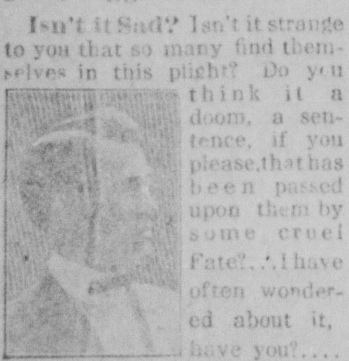 Isn't it Sad? Isn't it strange
to you that so many find them-
selves in this plight? Do you
think it a
doom, a sen-
tence, if you
please,that has
been passed
upon them by
some cruel
Fate?...I have
often wonder-
ed about it,
have you?....